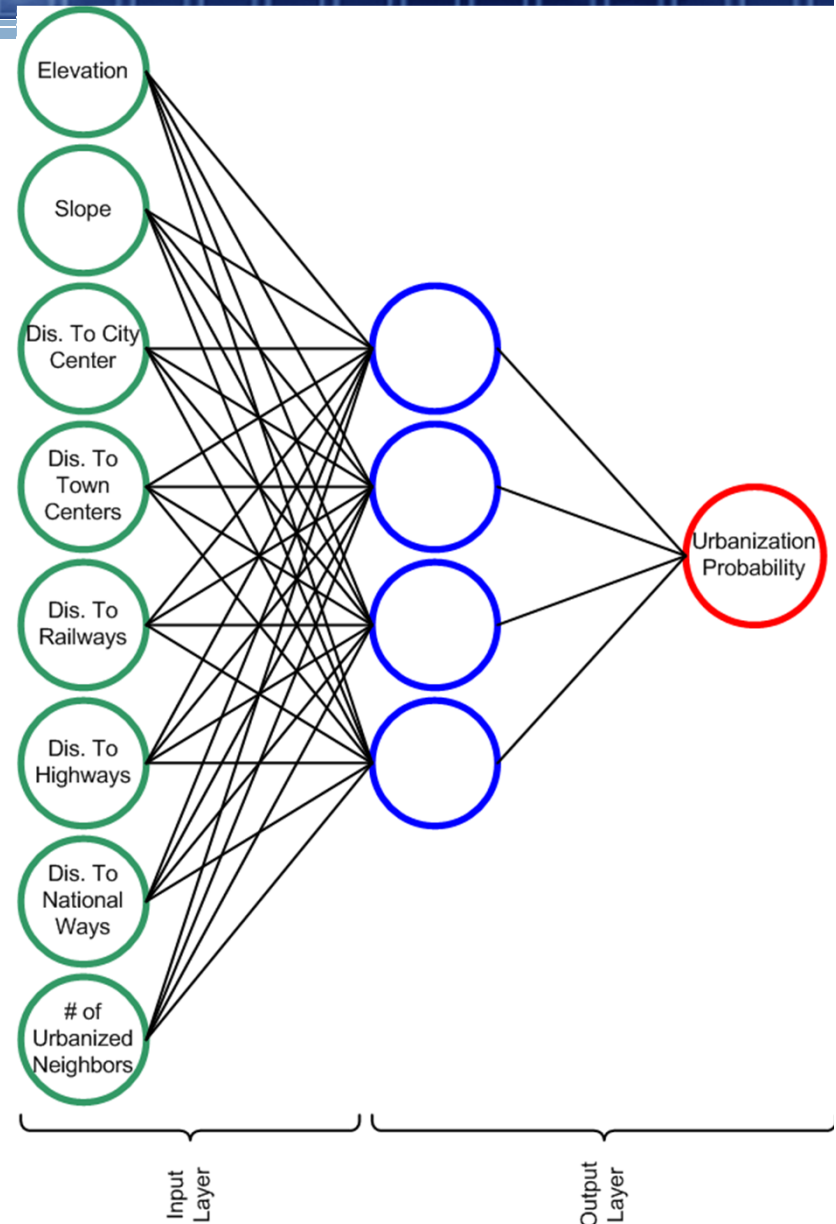 Elevation
Slope
Dis. To City
Center
Dis. To
Town
Centers
Dis. To
Railways
Dis. To
Highways
Dis. To
National
Ways
# of
Urbanized
Neighbors
Urbanization
Probability
Input
Layer
Output
Layer